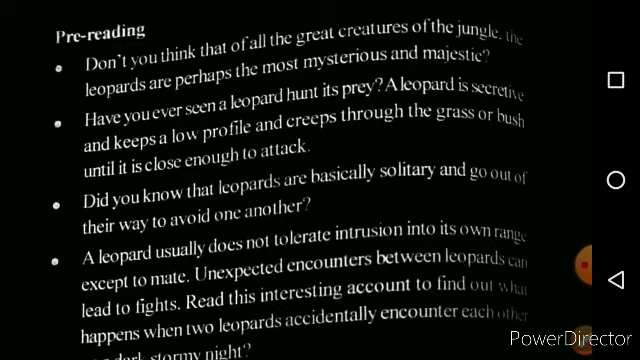 Pre-reading
• Don't you think that of all the great creatures of the jungle, the
leopards are perhaps the most mysterious and majestic?
• Have you ever seen a leopard hunt its prey? A leopard is secretive
and keeps a low profile and creeps through the grass or bush
until it is close enough to attack.
• Did you know that leopards are basically solitary and go out of
their way to avoid one another?
• A leopard usually does not tolerate intrusion into its own range
except to mate. Unexpected encounters between leopards can
lead to fights. Read this interesting account to find out what
happens when two leopards accidentally encounter each other
dark stormy night?
PowerDirector